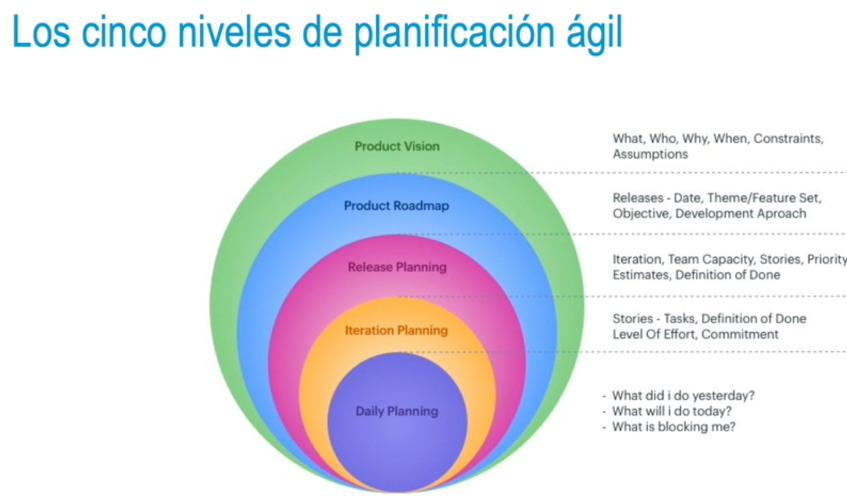 Los cinco niveles de planificación ágil
Product Vision
What, Who, Why, When, Constraints,
Assumptions
Product Roadmap
Releases - Date, Theme/Feature Set,
Objective, Development Aproach
Release Planning
Iteration, Team Capacity, Stories, Priority
Estimates, Definition of Done
Iteration Planning
Stories - Tasks, Definition of Done
Level Of Effort, Commitment
Daily Planning
- What did i do yesterday?
- What will i do today?
- What is blocking me?